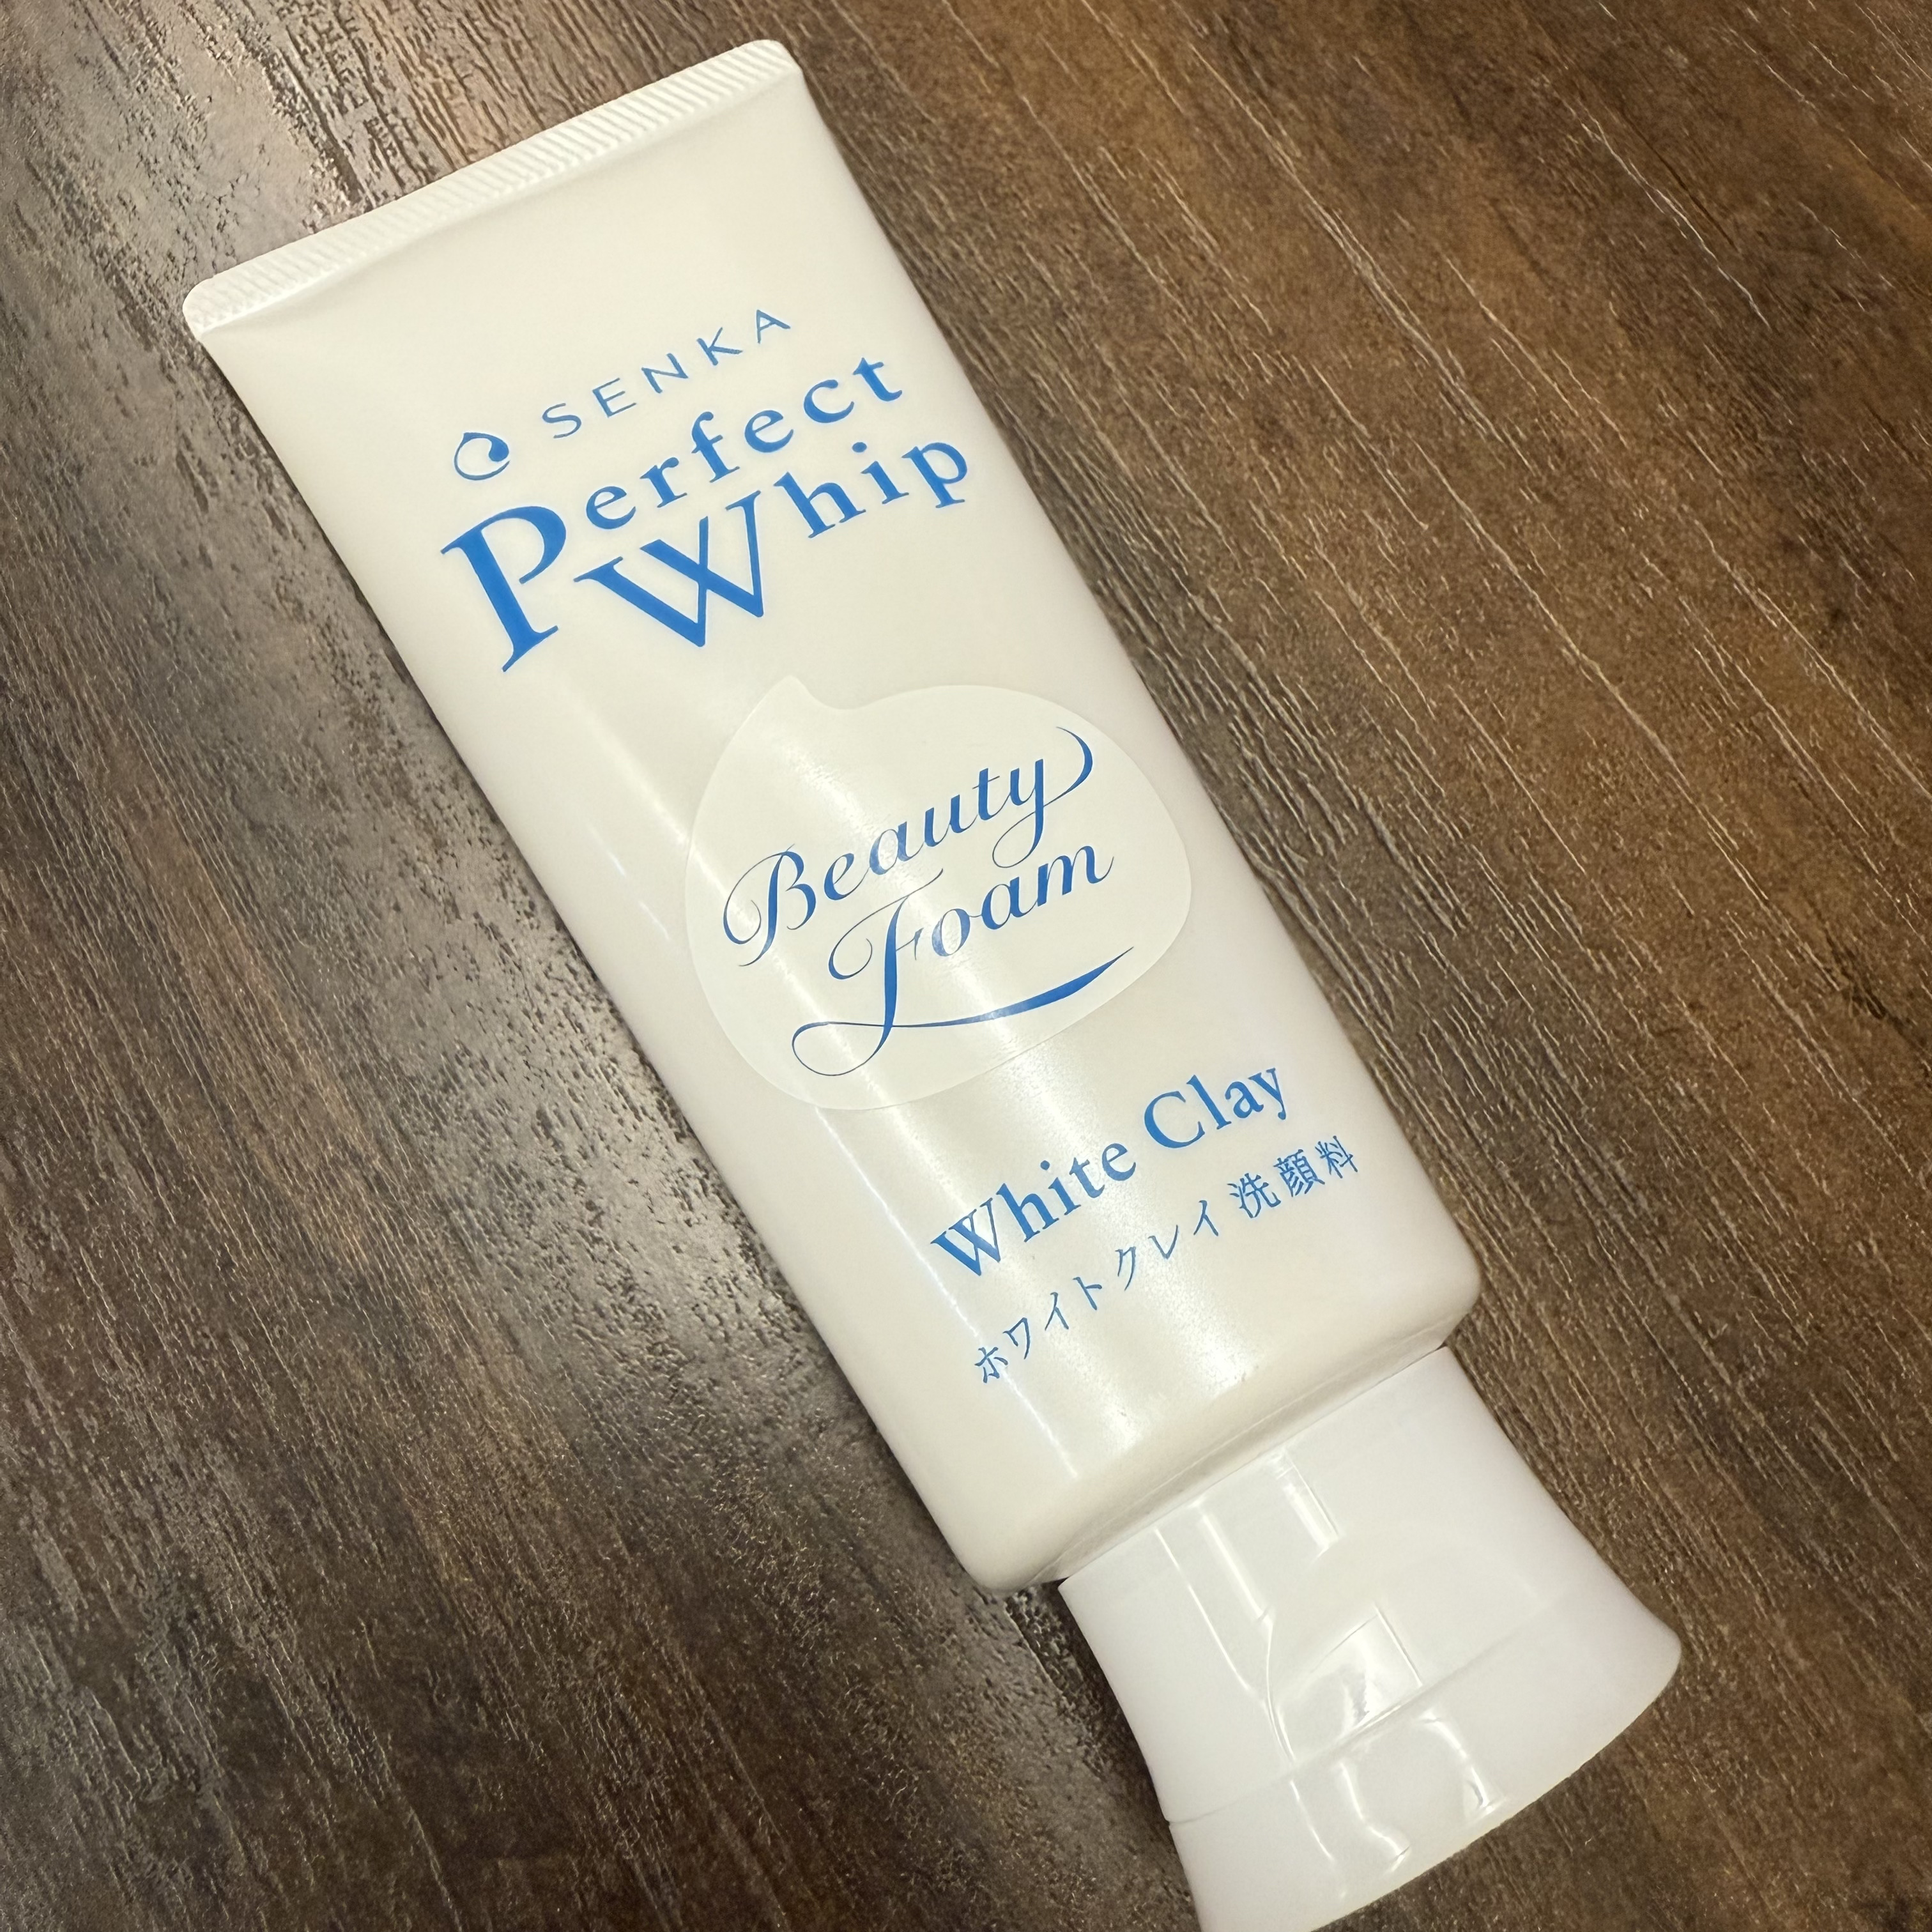 SENKA
Perfect
Whip
Beauty
Foam
White Clay
ホワイトクレイ洗顔料